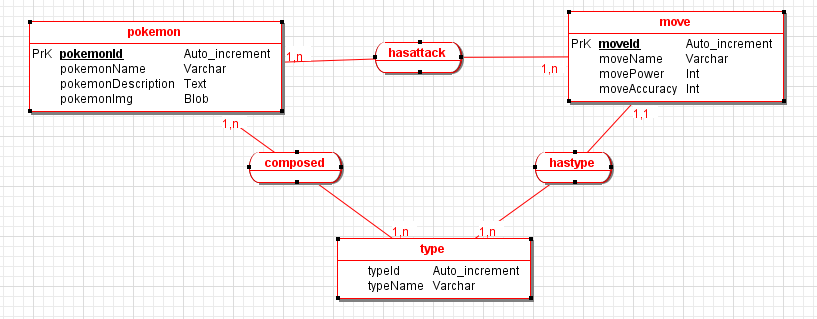 pokemon
PrK pokemonId Auto_increment
pokemonName Varchar
pokemonDescription Text
pokemonImg Blob
1,n
hasattack
1,n
move
PrK moveId Auto_increment
moveName Varchar
movePower Int
moveAccuracy Int
1,n
1,1
composed
hastype
1,n
1,n
type
typeId Auto_increment
typeName Varchar